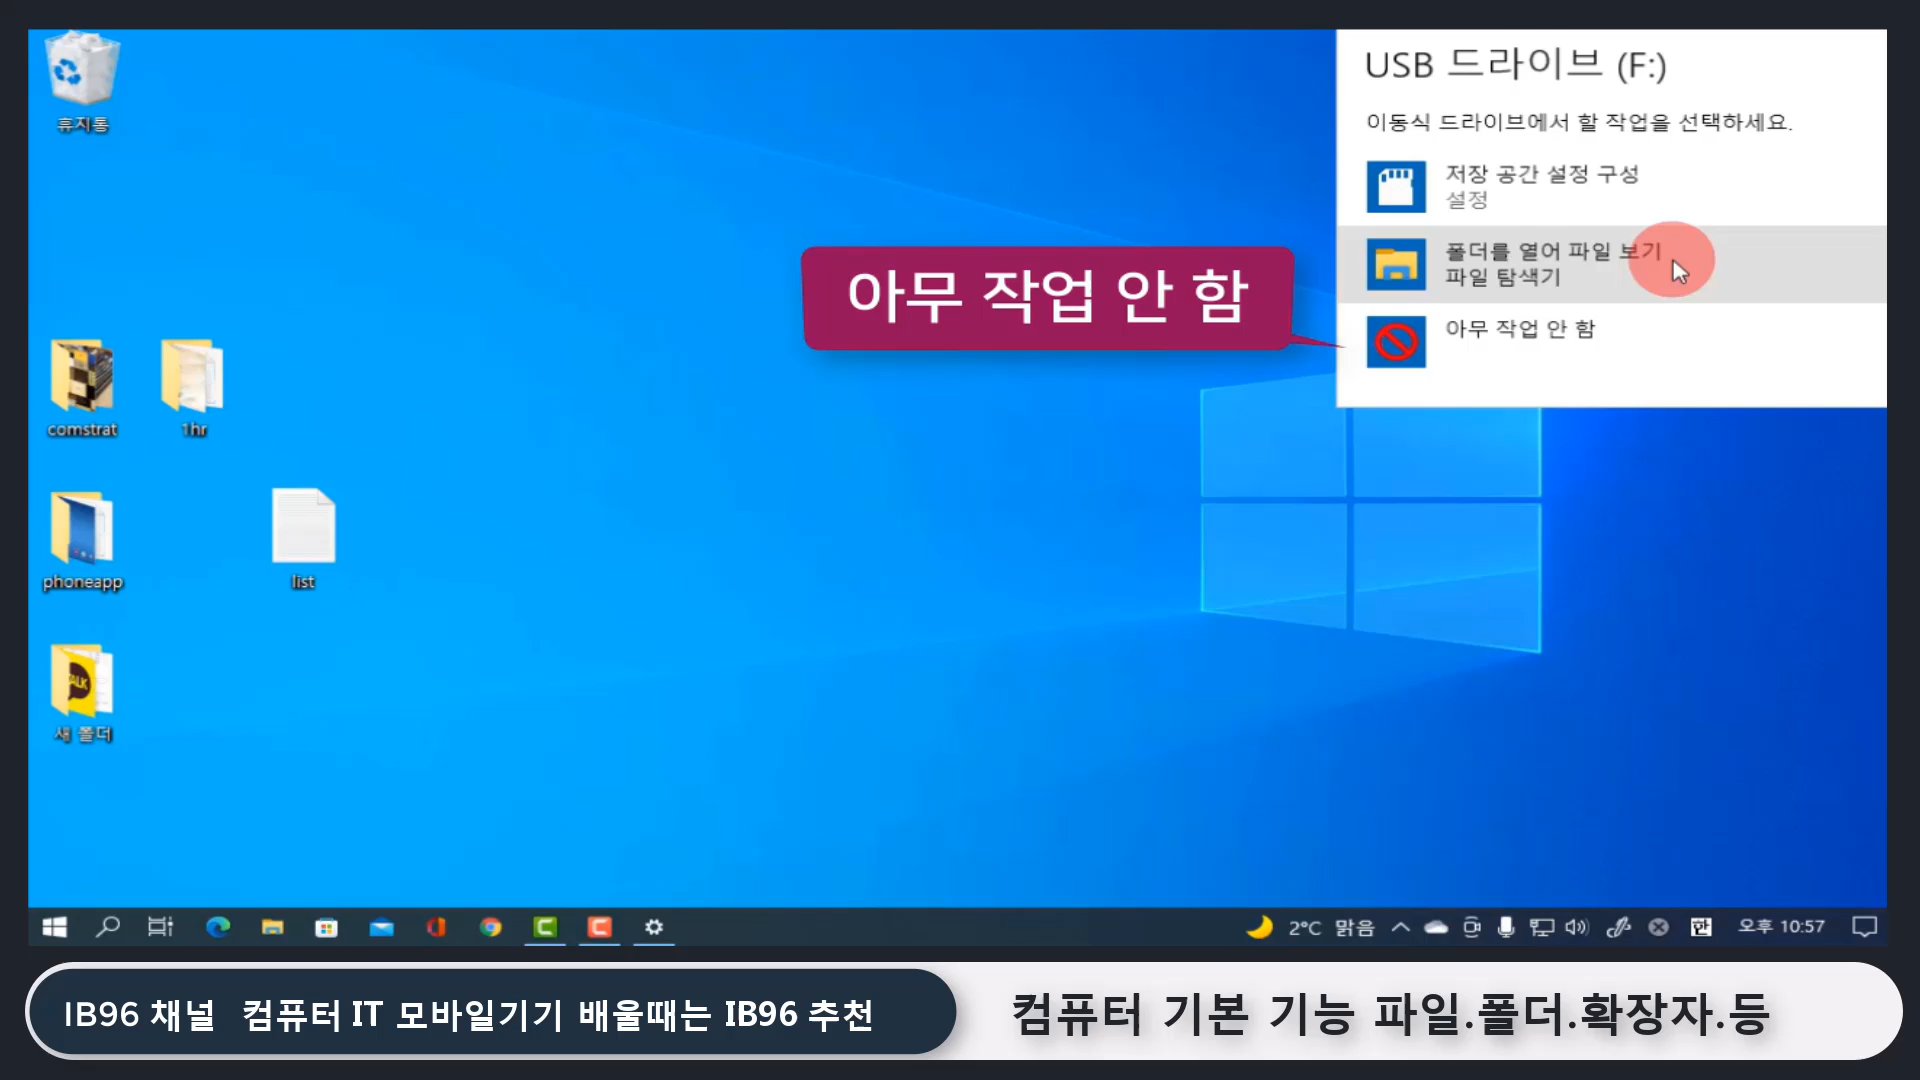 휴지통
comstrat
1hr
phoneapp
list
TALK
새 폴더
아무 작업 안 함
USB 드라이브 (F:)
이동식 드라이브에서 할 작업을 선택하세요.
저장 공간 설정 구성
설정
폴더를 열어 파일 보기
파일 탐색기
아무 작업 안 함
2°C 맑음
한
오후 10:57
IB96 채널 컴퓨터 IT 모바일기기 배울때는 IB96 추천
컴퓨터 기본 기능 파일.폴더.확장자.등